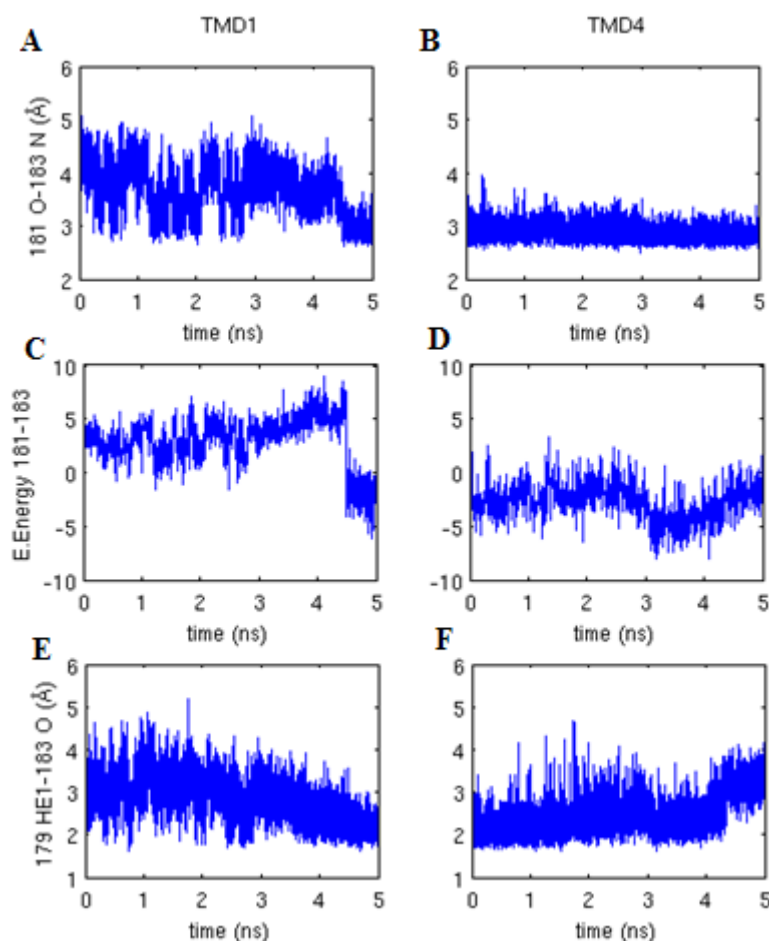 TMD1 TMD4
A B
181 O-183 N (Å)
6 5 4 3 2
0 1 2 3 4 5
time (ns)
6 5 4 3 2
0 1 2 3 4 5
time (ns)
C D
E.Energy 181-183
10 5 0 -5 -10
0 1 2 3 4 5
time (ns)
10 5 0 -5 -10
0 1 2 3 4 5
time (ns)
E F
179 HE1-183 O (Å)
6 5 4 3 2 1
0 1 2 3 4 5
time (ns)
6 5 4 3 2 1
0 1 2 3 4 5
time (ns)